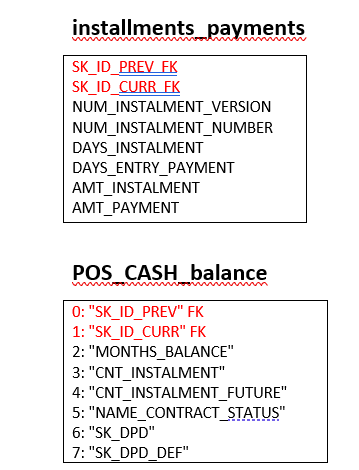 installments_payments
SK_ID_PREV_FK
SK_ID_CURR_FK
NUM_INSTALMENT_VERSION
NUM_INSTALMENT_NUMBER
DAYS_INSTALMENT
DAYS_ENTRY_PAYMENT
AMT_INSTALMENT
AMT_PAYMENT
POS_CASH_balance
0: "SK_ID_PREV" FK
1: "SK_ID_CURR" FK
2: "MONTHS_BALANCE"
3: "CNT_INSTALMENT"
4: "CNT_INSTALMENT_FUTURE"
5: "NAME_CONTRACT_STATUS"
6: "SK_DPD"
7: "SK_DPD_DEF"